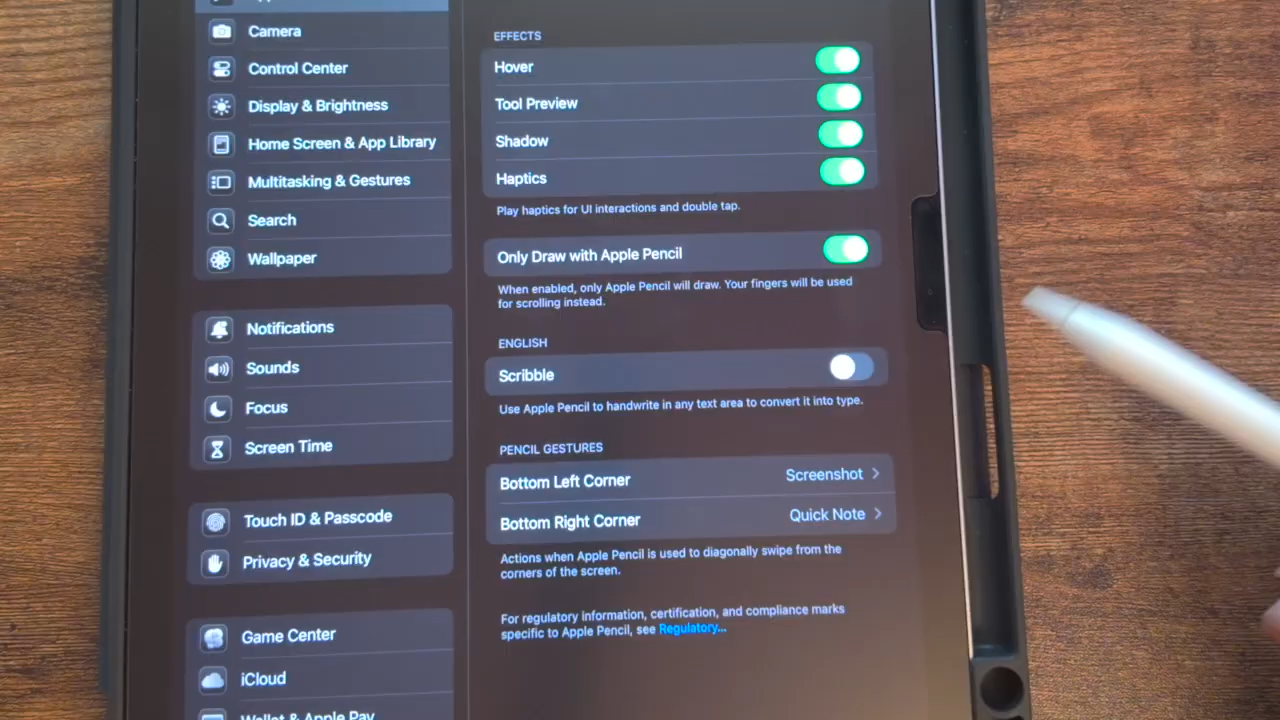 Camera
Control Center
Display & Brightness
Home Screen & App Library
Multitasking & Gestures
Search
Wallpaper
Notifications
Sounds
Focus
Screen Time
Touch ID & Passcode
Privacy & Security
Game Center
iCloud
Wallet & Apple Pay
EFFECTS
Hover
Tool Preview
Shadow
Haptics
Play haptics for UI interactions and double tap.
Only Draw with Apple Pencil
When enabled, only Apple Pencil will draw. Your fingers will be used
for scrolling instead.
ENGLISH
Scribble
Use Apple Pencil to handwrite in any text area to convert it into type.
PENCIL GESTURES
Bottom Left Corner Screenshot >
Bottom Right Corner Quick Note >
Actions when Apple Pencil is used to diagonally swipe from the
corners of the screen.
For regulatory information, certification, and compliance marks
specific to Apple Pencil, see Regulatory...